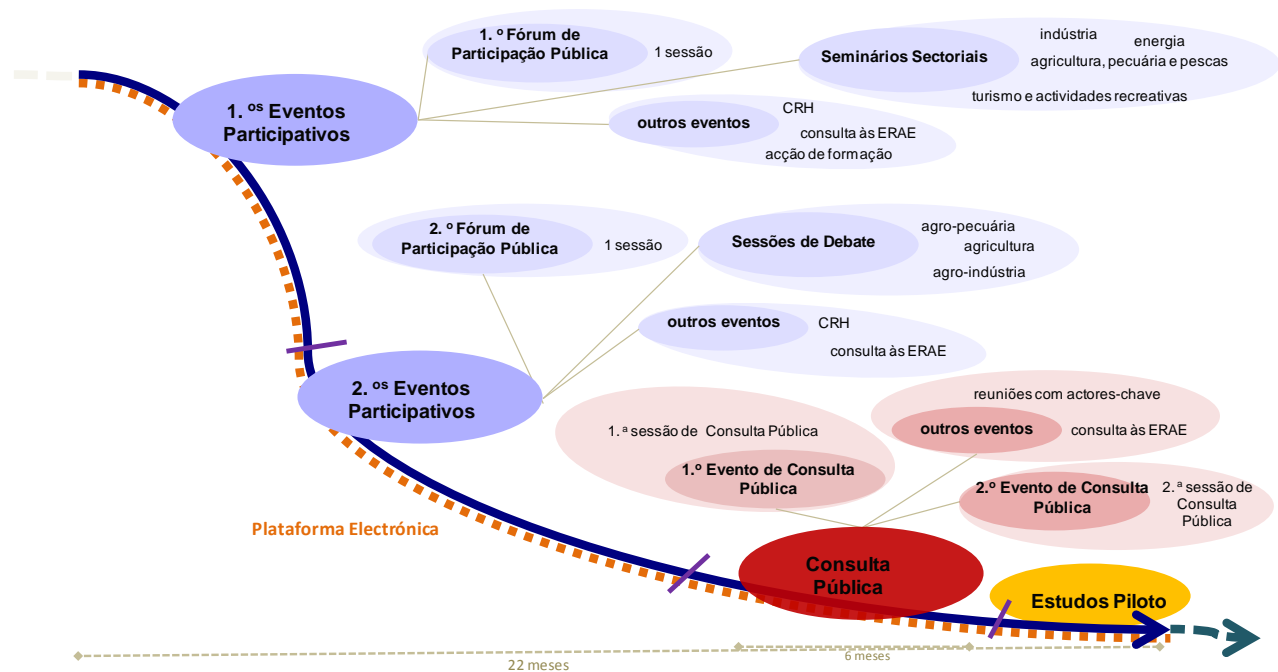 1. º Fórum de
Participação Pública
1 sessão
Seminários Sectoriais
indústria
energia
agricultura, pecuária e pescas
turismo e actividades recreativas
1. ºs Eventos
Participativos
outros eventos
CRH
consulta às ERAE
acção de formação
2. º Fórum de
Participação Pública
1 sessão
Sessões de Debate
agro-pecuária
agricultura
agro-indústria
outros eventos
CRH
consulta às ERAE
2. ºs Eventos
Participativos
reuniões com actores-chave
outros eventos
consulta às ERAE
1. ª sessão de Consulta Pública
1.º Evento de Consulta
Pública
2.º Evento de Consulta
Pública
2. ª sessão de
Consulta
Pública
Plataforma Electrónica
Consulta
Pública
Estudos Piloto
22 meses
6 meses